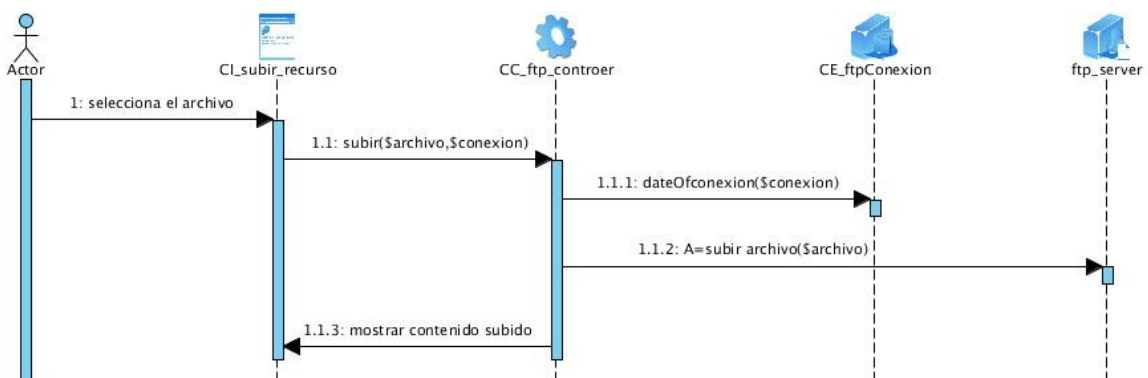 Actor
CI_subir_recurso
CC_ftp_controer
CE_ftpConexion
ftp_server
1: selecciona el archivo
1.1: subir($archivo,$conexion)
1.1.1: dateOfconexion($conexion)
1.1.2: A=subir archivo($archivo)
1.1.3: mostrar contenido subido